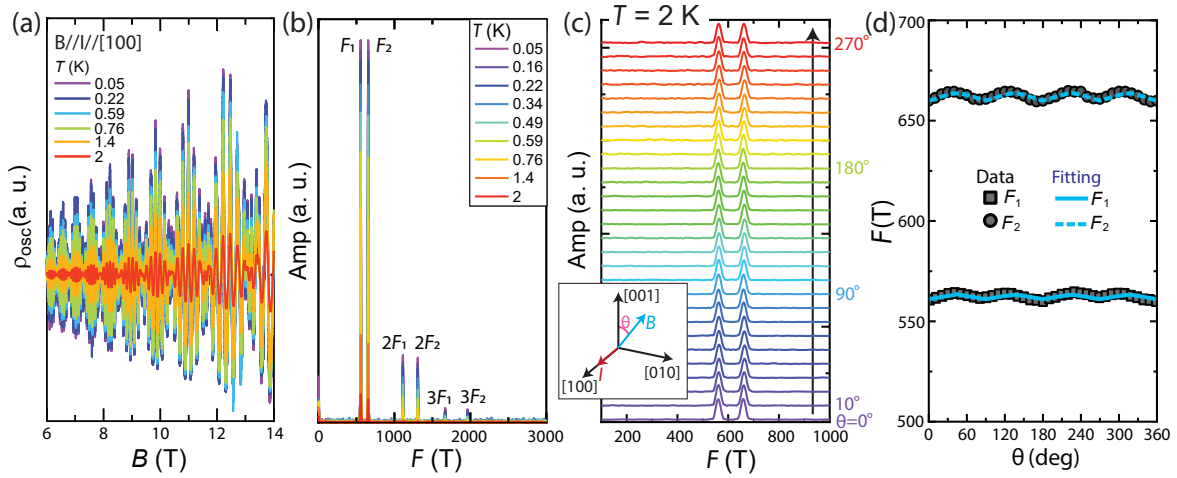 (a)
B//I//[100]
T (K)
0.05
0.22
0.59
0.76
1.4
2
ρosc(a. u.)
6 8 10 12 14
B (T)
(b)
F₁ F₂
T (K)
0.05
0.16
0.22
0.34
0.49
0.59
0.76
1.4
2
2F₁ 2F₂
3F₁ 3F₂
Amp (a. u.)
0 1000 2000 3000
F (T)
(c)
T = 2 K
270°
180°
90°
10°
θ=0°
Amp (a. u.)
[001]
θ
B
I
[100]
[010]
200 400 600 800 1000
F (T)
(d)
700
650
600
550
500
F(T)
Data Fitting
F₁ F₁
F₂ F₂
0 60 120 180 240 300 360
θ (deg)